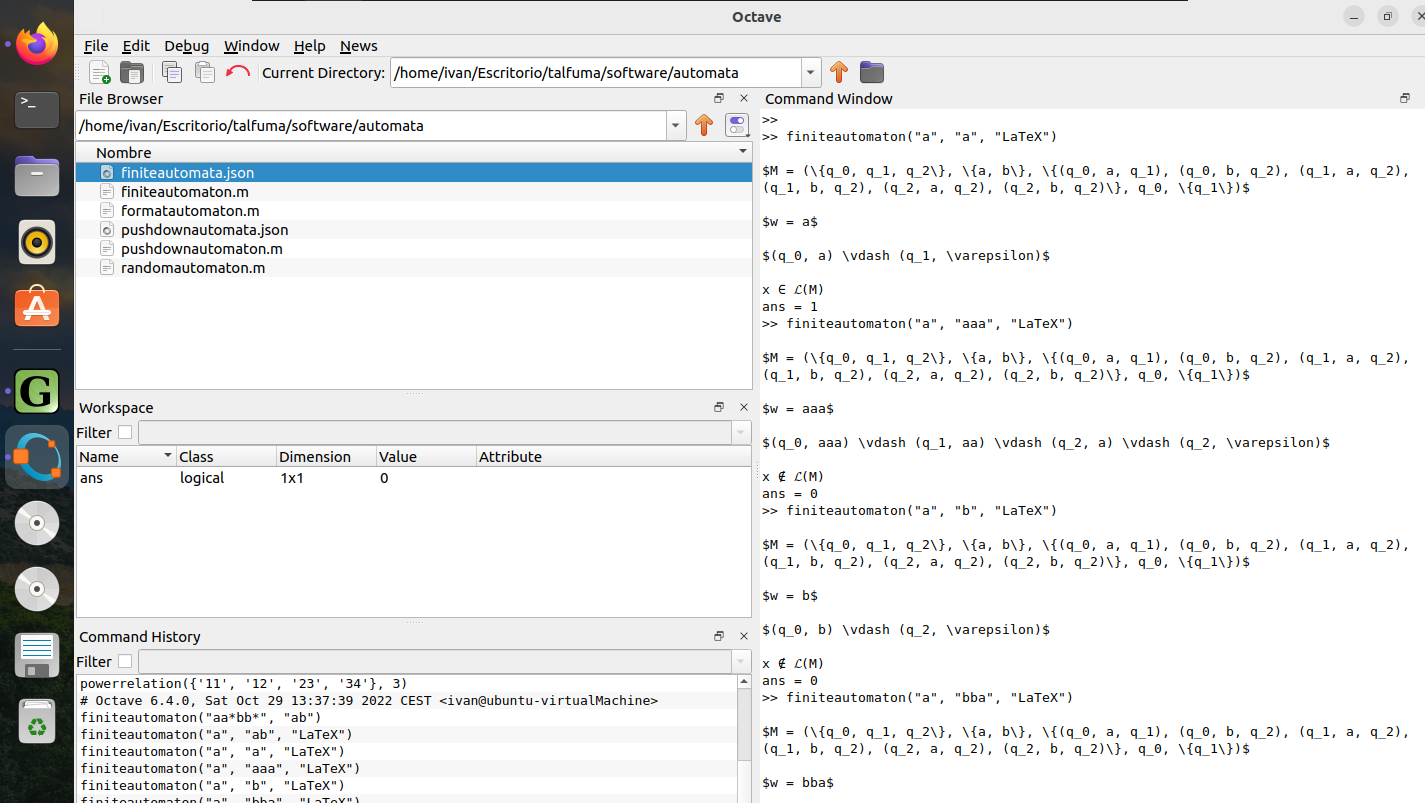 Octave
File Edit Debug Window Help News
Current Directory: /home/ivan/Escritorio/talfuma/software/automata
File Browser
/home/ivan/Escritorio/talfuma/software/automata
Nombre
finiteautomata.json
finiteautomaton.m
formatautomaton.m
pushdownautomata.json
pushdownautomaton.m
randomautomaton.m
Workspace
Filter
Name Class Dimension Value Attribute
ans logical 1x1 0
Command History
Filter
powerrelation({'11', '12', '23', '34'}, 3)
# Octave 6.4.0, Sat Oct 29 13:37:39 2022 CEST <ivan@ubuntu-virtualMachine>
finiteautomaton("aa*bb*", "ab")
finiteautomaton("a", "ab", "LaTeX")
finiteautomaton("a", "a", "LaTeX")
finiteautomaton("a", "aaa", "LaTeX")
finiteautomaton("a", "b", "LaTeX")
finiteautomaton("a", "bba", "LaTeX")
Command Window
>>
>> finiteautomaton("a", "a", "LaTeX")
$M = (\{q_0, q_1, q_2\}, \{a, b\}, \{(q_0, a, q_1), (q_0, b, q_2), (q_1, a, q_2),
(q_1, b, q_2), (q_2, a, q_2), (q_2, b, q_2)\}, q_0, \{q_1\})$
$w = a$
$(q_0, a) \vdash (q_1, \varepsilon)$
x ∈ ℒ(M)
ans = 1
>> finiteautomaton("a", "aaa", "LaTeX")
$M = (\{q_0, q_1, q_2\}, \{a, b\}, \{(q_0, a, q_1), (q_0, b, q_2), (q_1, a, q_2),
(q_1, b, q_2), (q_2, a, q_2), (q_2, b, q_2)\}, q_0, \{q_1\})$
$w = aaa$
$(q_0, aaa) \vdash (q_1, aa) \vdash (q_2, a) \vdash (q_2, \varepsilon)$
x ∉ ℒ(M)
ans = 0
>> finiteautomaton("a", "b", "LaTeX")
$M = (\{q_0, q_1, q_2\}, \{a, b\}, \{(q_0, a, q_1), (q_0, b, q_2), (q_1, a, q_2),
(q_1, b, q_2), (q_2, a, q_2), (q_2, b, q_2)\}, q_0, \{q_1\})$
$w = b$
$(q_0, b) \vdash (q_2, \varepsilon)$
x ∉ ℒ(M)
ans = 0
>> finiteautomaton("a", "bba", "LaTeX")
$M = (\{q_0, q_1, q_2\}, \{a, b\}, \{(q_0, a, q_1), (q_0, b, q_2), (q_1, a, q_2),
(q_1, b, q_2), (q_2, a, q_2), (q_2, b, q_2)\}, q_0, \{q_1\})$
$w = bba$